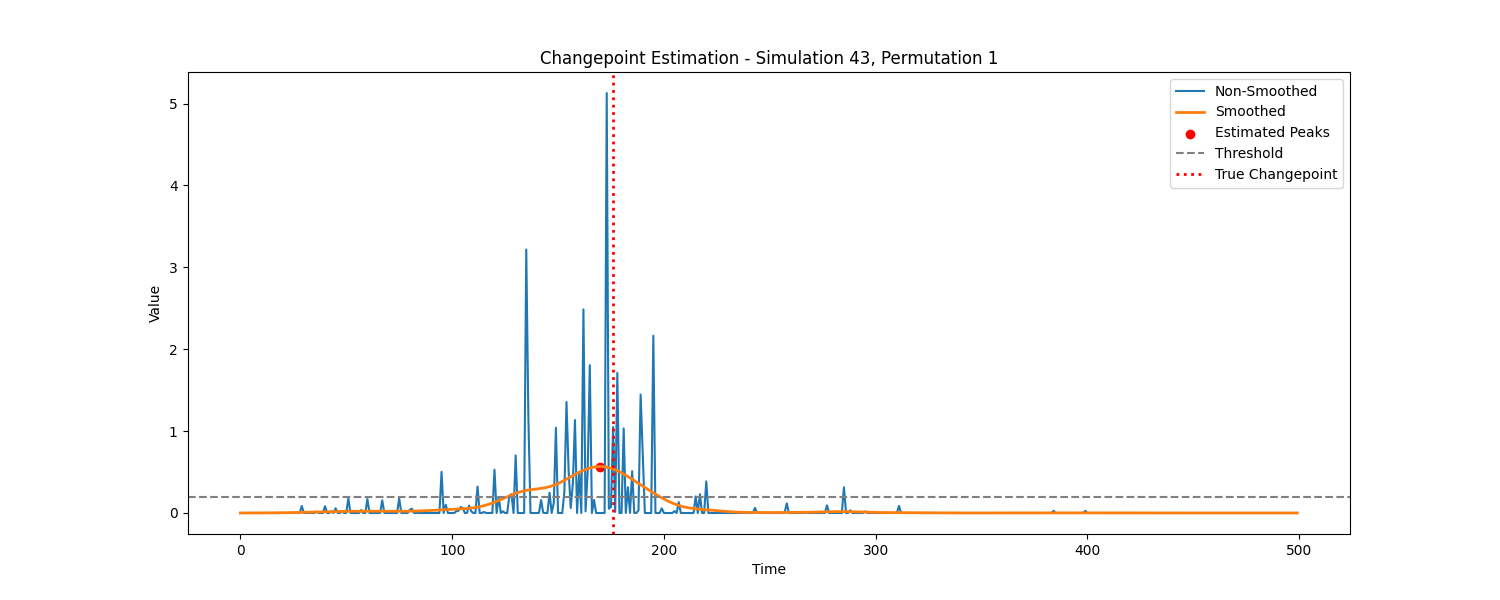 Changepoint Estimation - Simulation 43, Permutation 1
Non-Smoothed
Smoothed
Estimated Peaks
Threshold
True Changepoint
Value
5
4
3
2
1
0
0 100 200 300 400 500
Time